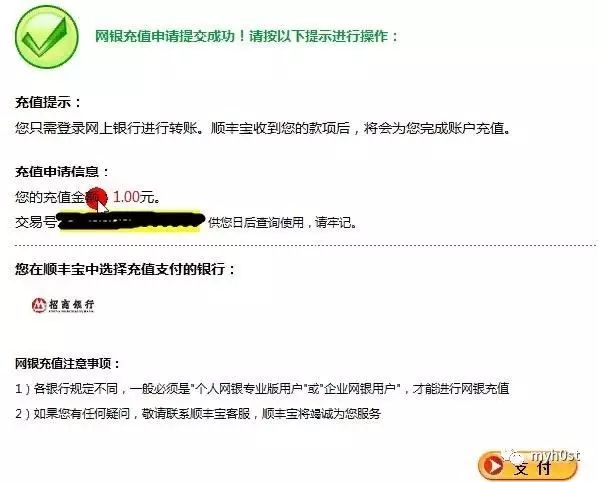 网银充值申请提交成功！请按以下提示进行操作：
充值提示：
您只需登录网上银行进行转账。顺丰宝收到您的款项后，将会为您完成账户充值。
充值申请信息：
您的充值金额：1.00元。
交易号 供您日后查询使用，请牢记。
您在顺丰宝中选择充值支付的银行：
招商银行
CHINA MERCHANTS BANK
网银充值注意事项：
1）各银行规定不同，一般必须是"个人网银专业版用户"或"企业网银用户"，才能进行网银充值
2）如果您有任何疑问，敬请联系顺丰宝客服，顺丰宝将竭诚为您服务
支付
myh0st